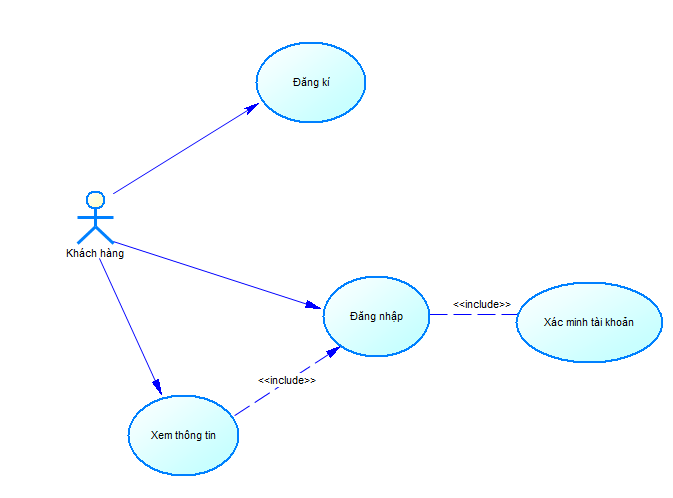 Đăng kí
Khách hàng
Đăng nhập
<<include>>
Xác minh tài khoản
<<include>>
Xem thông tin